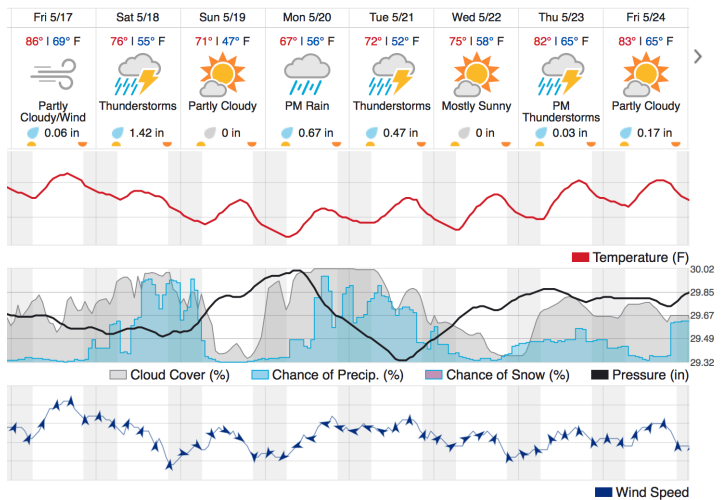 Fri 5/17 Sat 5/18 Sun 5/19 Mon 5/20 Tue 5/21 Wed 5/22 Thu 5/23 Fri 5/24
86° | 69° F 76° | 55° F 71° | 47° F 67° | 56° F 72° | 52° F 75° | 58° F 82° | 65° F 83° | 65° F
Partly Thunderstorms Partly Cloudy PM Rain Thunderstorms Mostly Sunny PM Partly Cloudy
Cloudy/Wind Thunderstorms
0.06 in 1.42 in 0 in 0.67 in 0.47 in 0 in 0.03 in 0.17 in
Temperature (F)
30.02
29.85
29.67
29.49
29.32
Cloud Cover (%) Chance of Precip. (%) Chance of Snow (%) Pressure (in)
Wind Speed